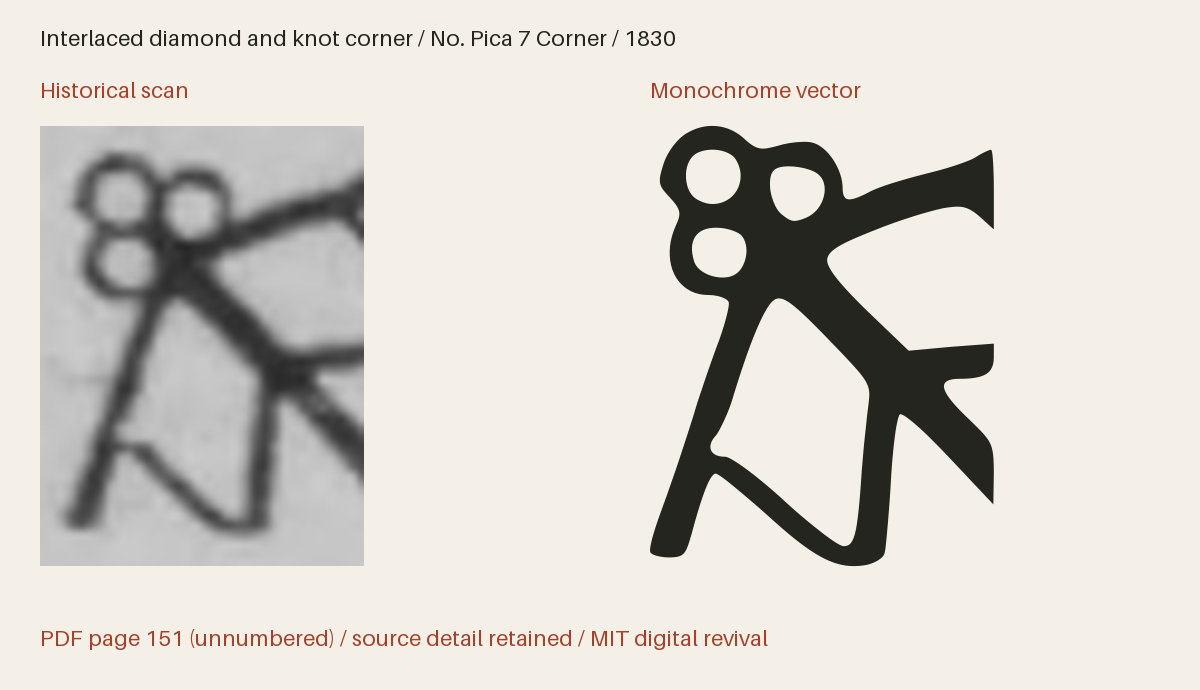 Interlaced diamond and knot corner / No. Pica 7 Corner / 1830
Historical scan
Monochrome vector
PDF page 151 (unnumbered) / source detail retained / MIT digital revival